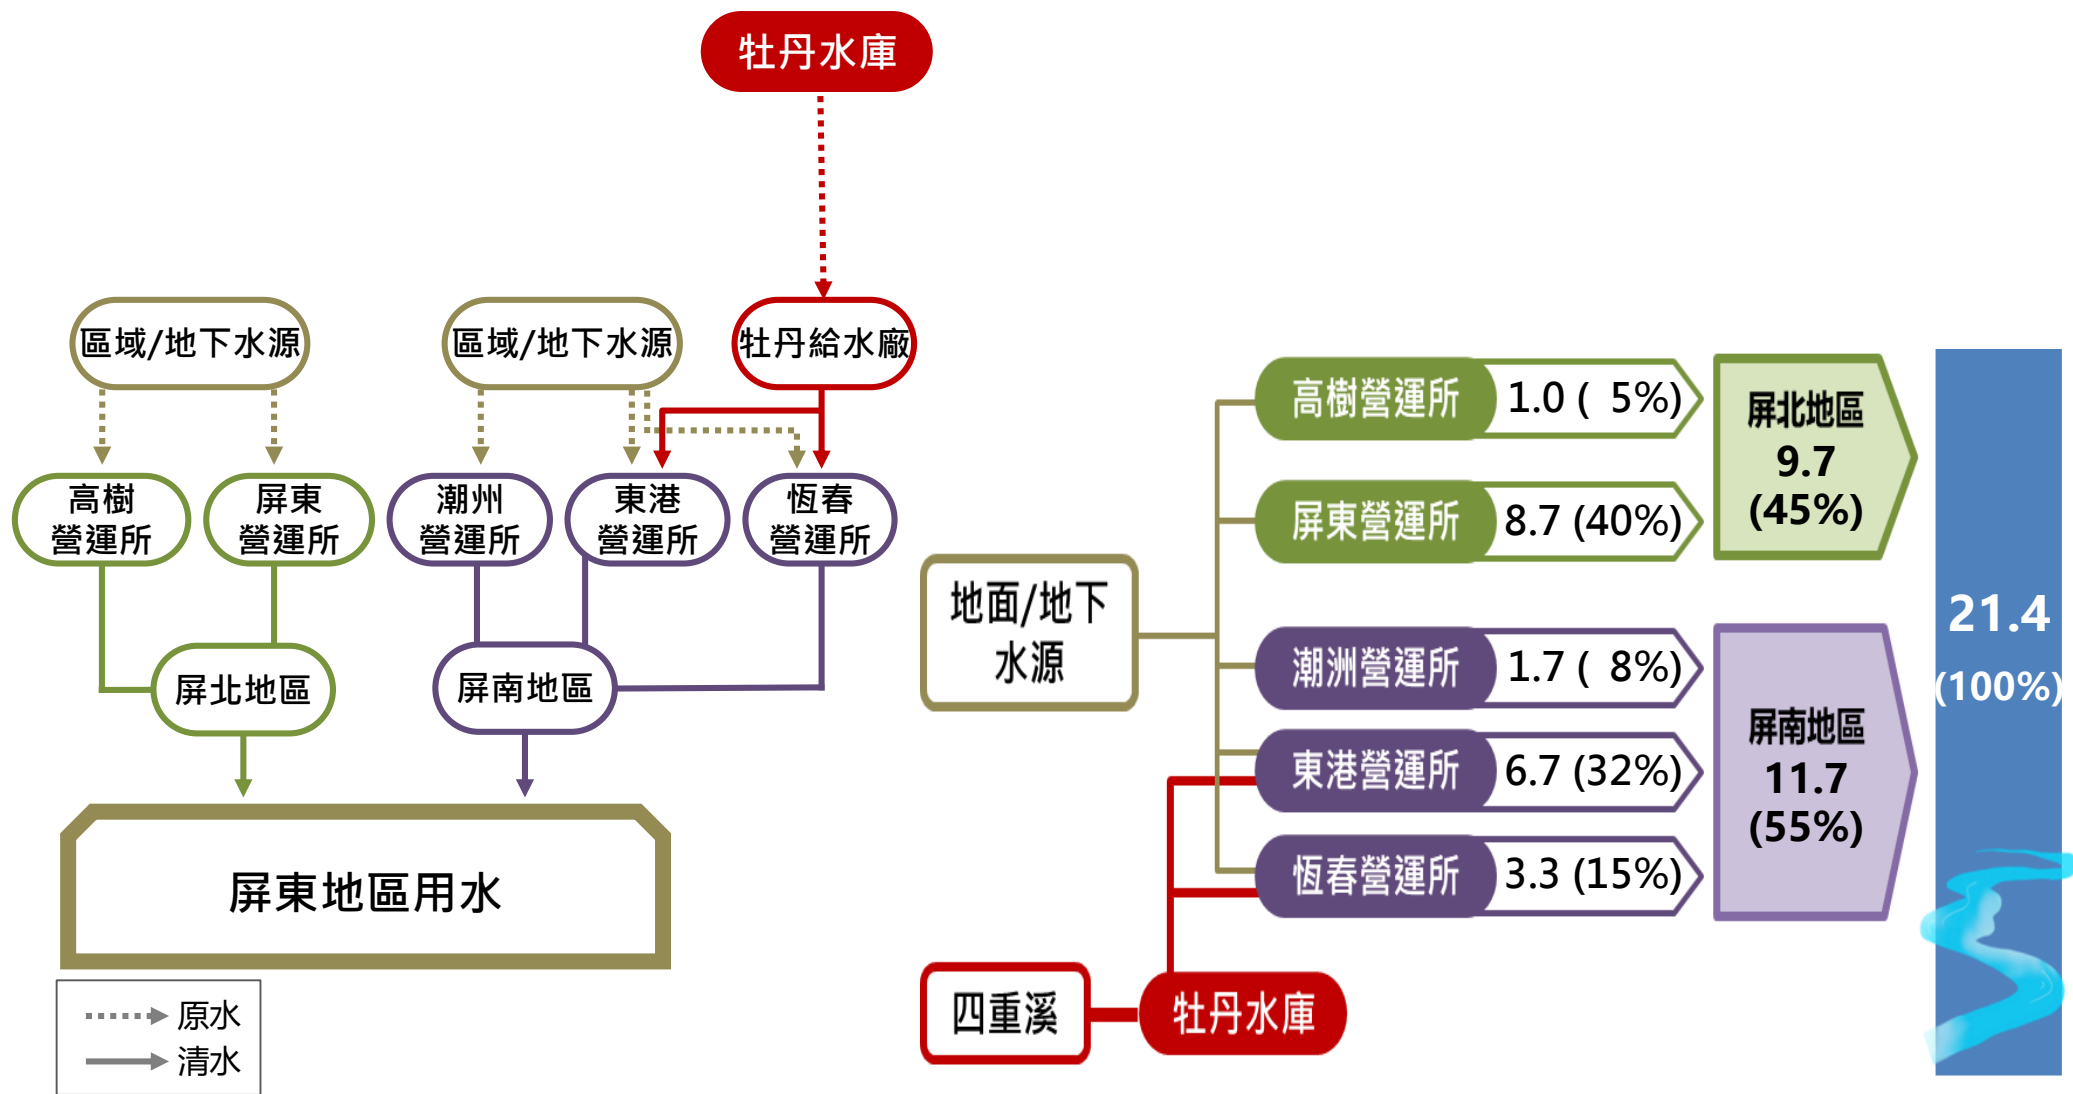 牡丹水庫
區域/地下水源
區域/地下水源
牡丹給水廠
高樹
營運所
屏東
營運所
潮州
營運所
東港
營運所
恆春
營運所
屏北地區
屏南地區
屏東地區用水
原水
清水
地面/地下
水源
四重溪
牡丹水庫
高樹營運所 1.0 ( 5%)
屏東營運所 8.7 (40%)
潮洲營運所 1.7 ( 8%)
東港營運所 6.7 (32%)
恆春營運所 3.3 (15%)
屏北地區
9.7
(45%)
屏南地區
11.7
(55%)
21.4
(100%)